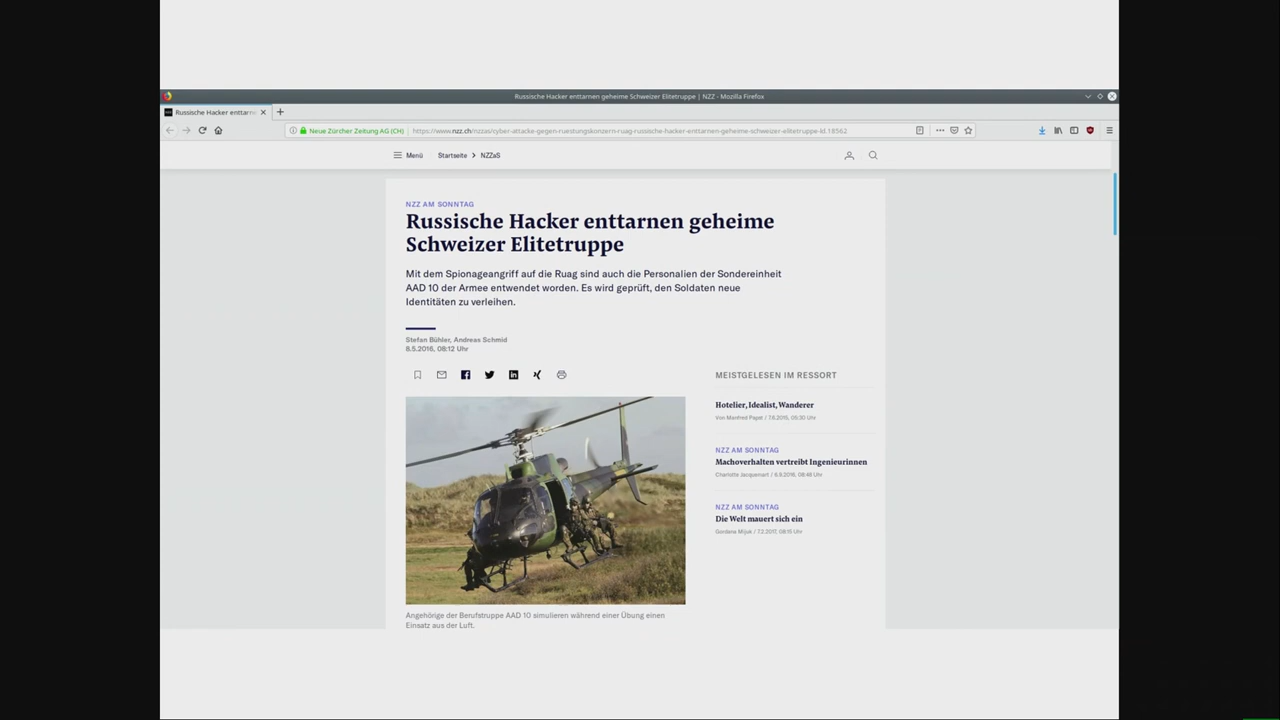 Russische Hacker enttarnen geheime Schweizer Elitetruppe | NZZ - Mozilla Firefox
Russische Hacker enttarn
Neue Zürcher Zeitung AG (CH) https://www.nzz.ch/nzzas/cyber-attacke-gegen-ruestungskonzern-ruag-russische-hacker-enttarnen-geheime-schweizer-elitetruppe-ld.18562
Menü Startseite NZZaS
NZZ AM SONNTAG
Russische Hacker enttarnen geheime
Schweizer Elitetruppe
Mit dem Spionageangriff auf die Ruag sind auch die Personalien der Sondereinheit
AAD 10 der Armee entwendet worden. Es wird geprüft, den Soldaten neue
Identitäten zu verleihen.
Stefan Bühler, Andreas Schmid
8.5.2016, 08:12 Uhr
MEISTGELESEN IM RESSORT
Hotelier, Idealist, Wanderer
Von Manfred Papst / 7.6.2015, 09:30 Uhr
NZZ AM SONNTAG
Machoverhalten vertreibt Ingenieurinnen
Charlotte Jacquemart / 6.9.2016, 08:46 Uhr
NZZ AM SONNTAG
Die Welt mauert sich ein
Gordana Mijuk / 7.2.2017, 08:15 Uhr
Angehörige der Berufstruppe AAD 10 simulieren während einer Übung einen
Einsatz aus der Luft.